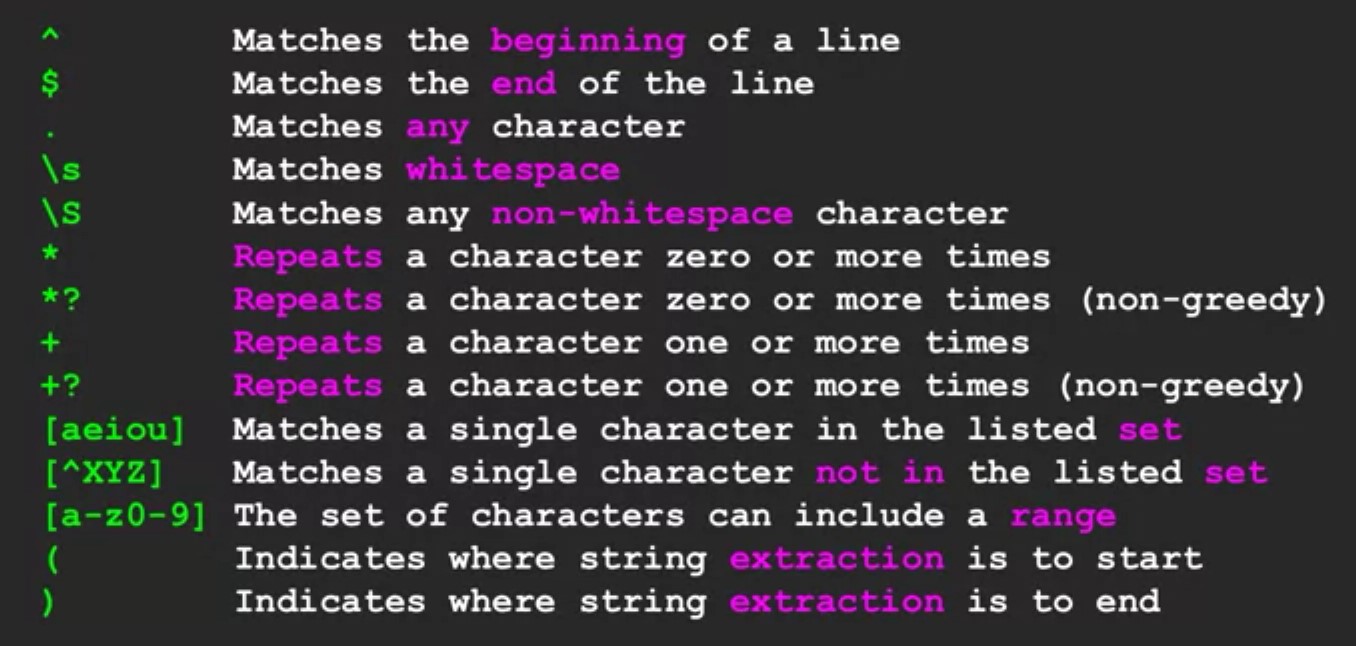 ^ Matches the beginning of a line
$ Matches the end of the line
. Matches any character
\s Matches whitespace
\S Matches any non-whitespace character
* Repeats a character zero or more times
*? Repeats a character zero or more times (non-greedy)
+ Repeats a character one or more times
+? Repeats a character one or more times (non-greedy)
[aeiou] Matches a single character in the listed set
[^XYZ] Matches a single character not in the listed set
[a-z0-9] The set of characters can include a range
( Indicates where string extraction is to start
) Indicates where string extraction is to end